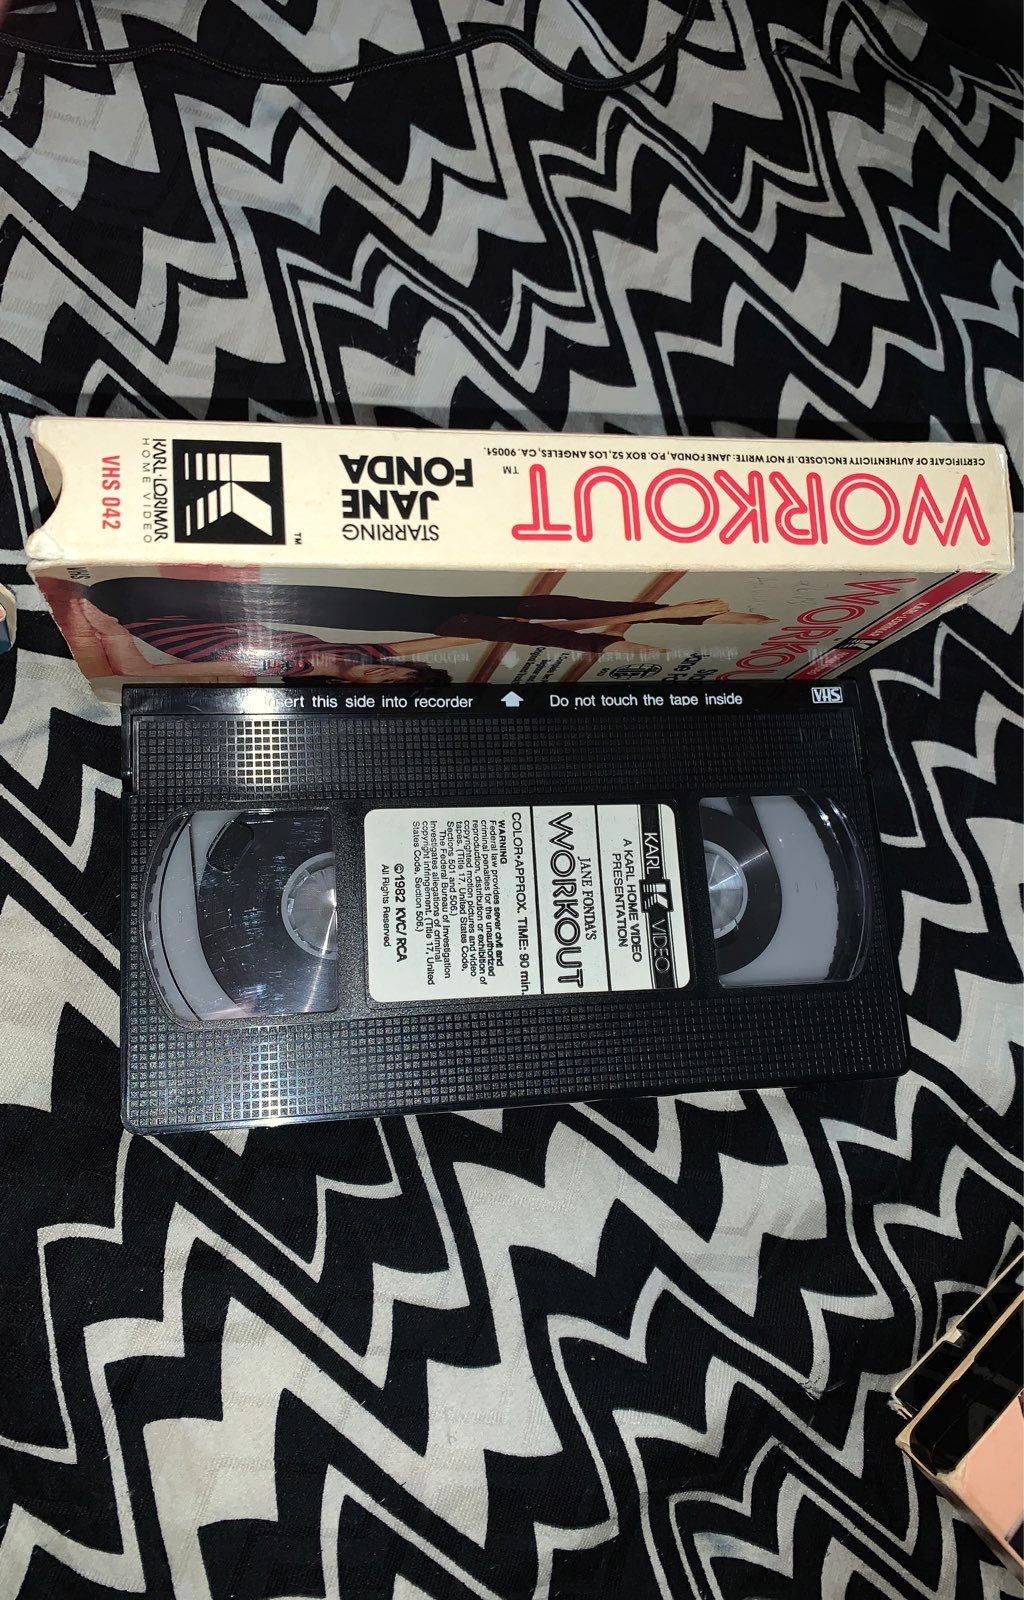 CERTIFICATE OF AUTHENTICITY ENCLOSED. IF NOT WRITE: JANE FONDA, P.O. BOX 52, LOS ANGELES, CA. 90051.
WORKOUT™
STARRING
JANE
FONDA
™
KARL·LORIMAR
HOME VIDEO
VHS 042
KARL·LORIMAR
WORKOUT
VHS
Insert this side into recorder
Do not touch the tape inside
VHS
KARL K VIDEO
A KARL HOME VIDEO
PRESENTATION
JANE FONDA'S
WORKOUT
COLOR•APPROX. TIME: 90 min.
WARNING
Federal law provides severe civil and
criminal penalties for the unauthorized
reproduction, distribution or exhibition of
copyrighted motion pictures and video
tapes. (Title 17, United States Code,
Sections 501 and 506.)
The Federal Bureau of Investigation
investigates allegations of criminal
copyright infringement. (Title 17, United
States Code, Section 506.)
©1982 KVC/RCA
All Rights Reserved